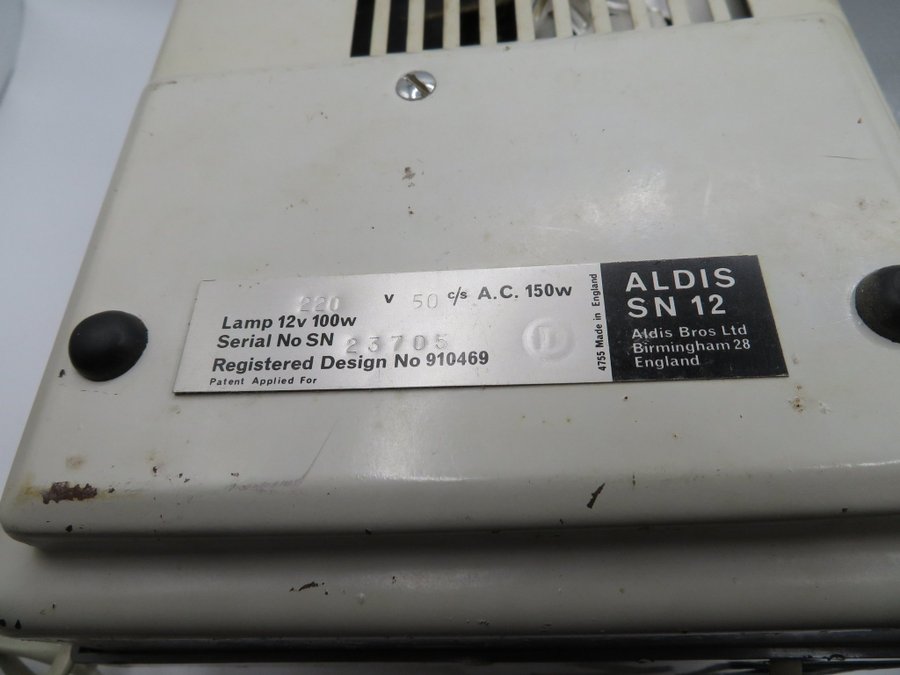 220 v 50 c/s A.C. 150w
Lamp 12v 100w
Serial No SN 23705
Registered Design No 910469
Patent Applied For
4755 Made in England
ALDIS
SN 12
Aldis Bros Ltd
Birmingham 28
England